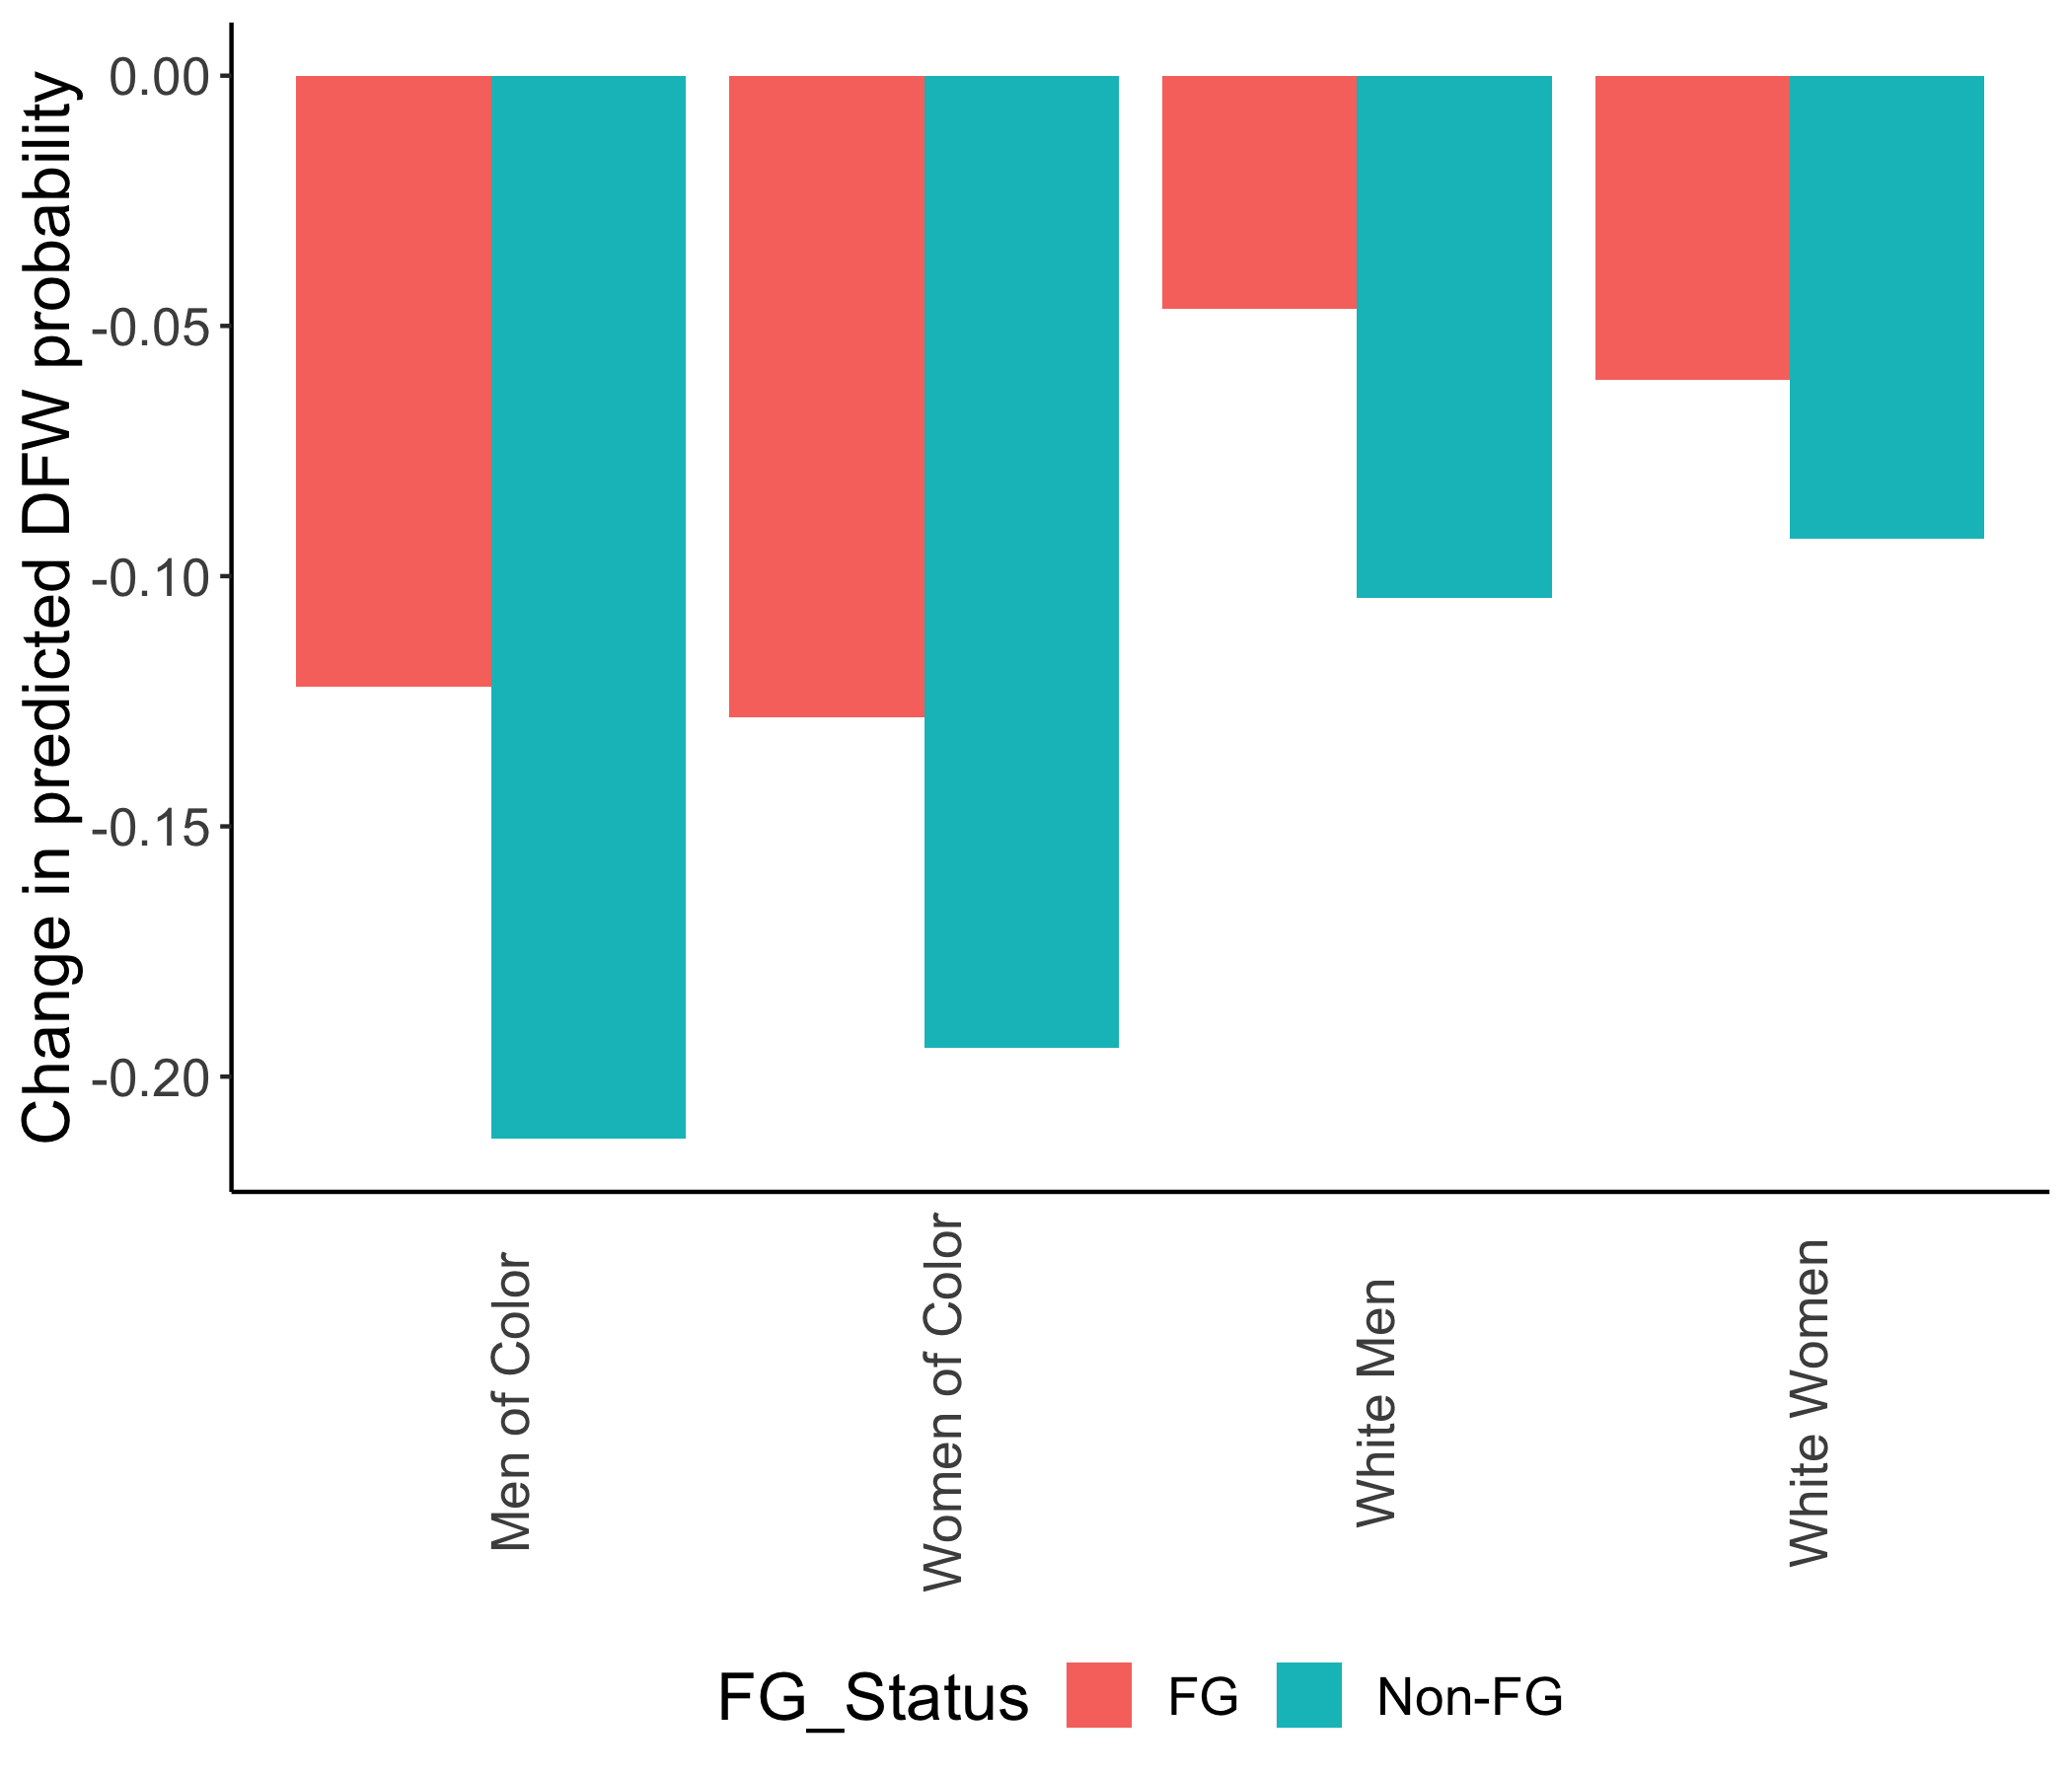 Change in predicted DFW probability
0.00
-0.05
-0.10
-0.15
-0.20
Men of Color
Women of Color
White Men
White Women
FG_Status FG Non-FG